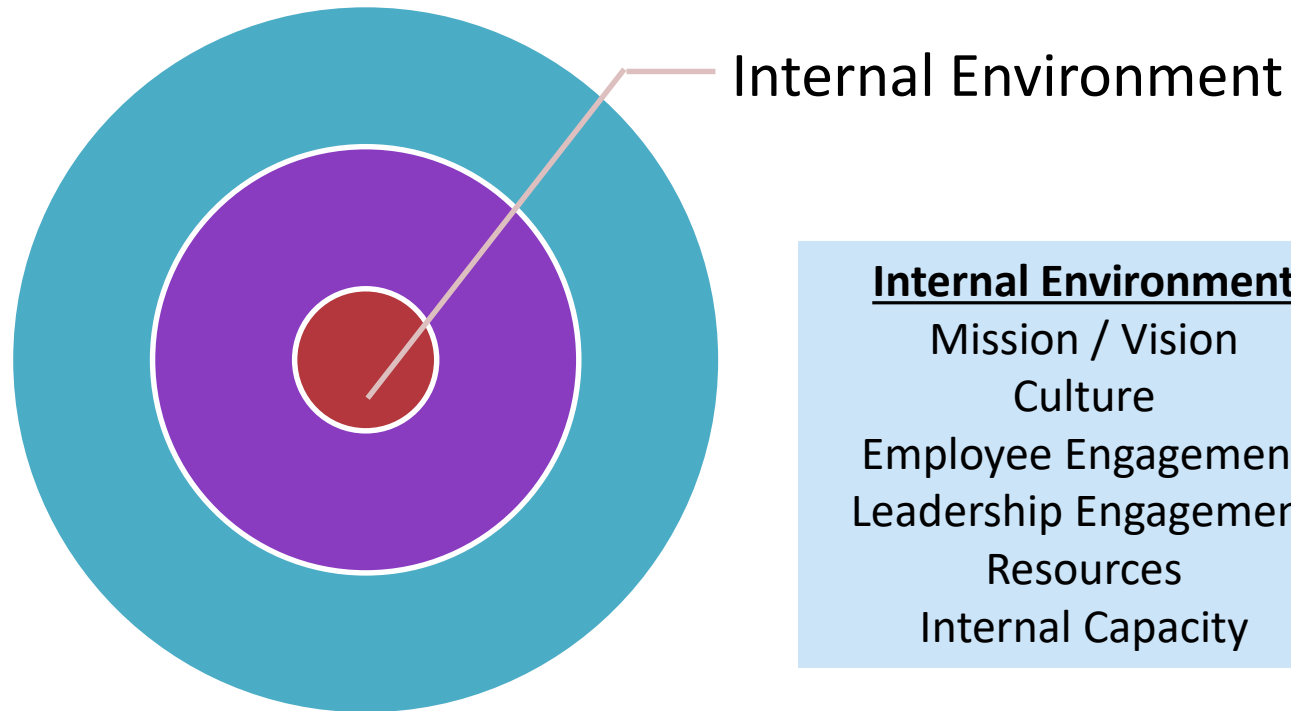 Internal Environment
Internal Environment
Mission / Vision
Culture
Employee Engagemen
Leadership Engagemen
Resources
Internal Capacity